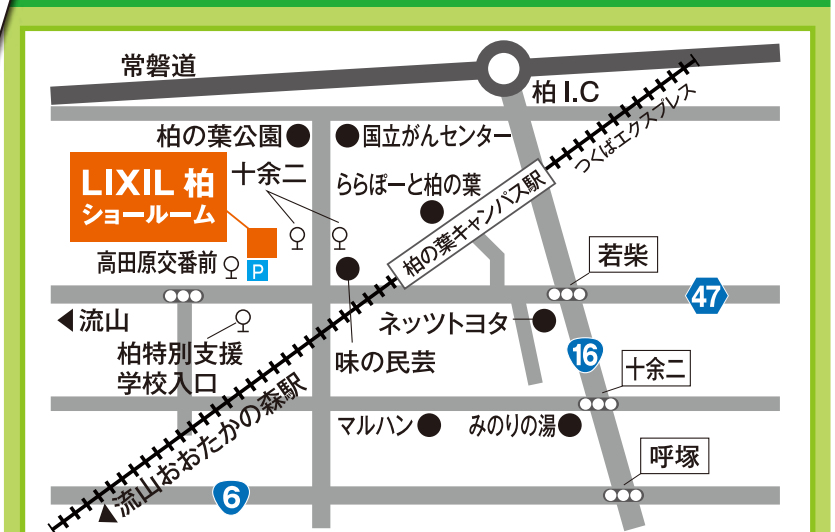 常磐道
柏I.C
つくばエクスプレス
柏の葉公園
国立がんセンター
LIXIL 柏
ショールーム
十余二
ららぽーと柏の葉
柏の葉キャンパス駅
高田原交番前
P
若柴
47
流山
ネッツトヨタ
柏特別支援
学校入口
味の民芸
16
十余二
流山おおたかの森駅
マルハン
みのりの湯
呼塚
6